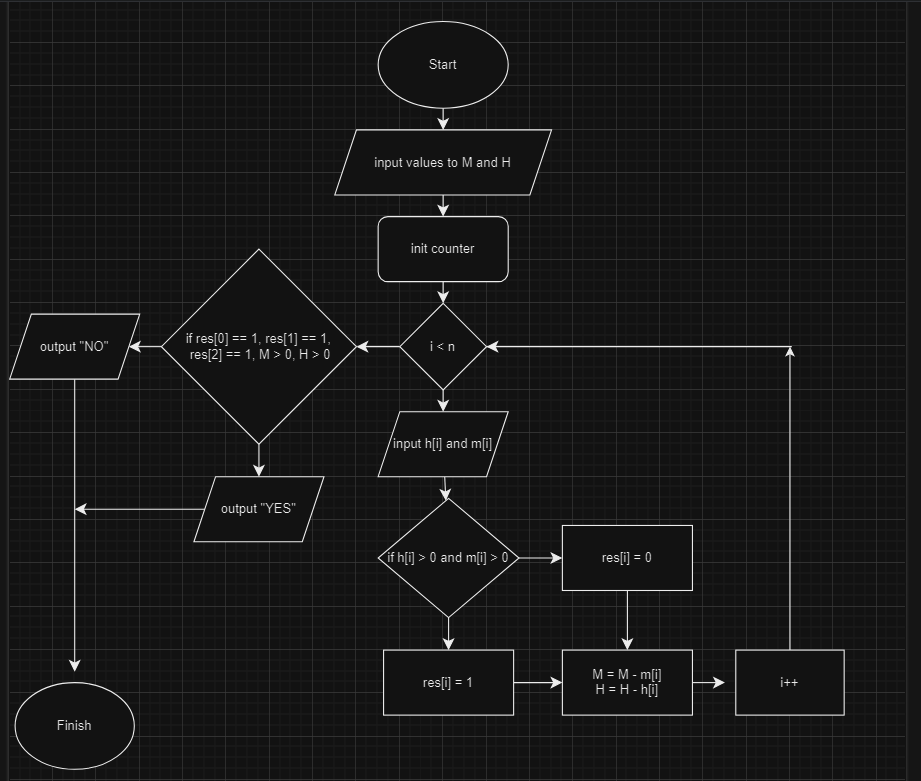 Start
input values to M and H
init counter
i < n
if res[0] == 1, res[1] == 1,
res[2] == 1, M > 0, H > 0
output "NO"
output "YES"
input h[i] and m[i]
if h[i] > 0 and m[i] > 0
res[i] = 0
res[i] = 1
M = M - m[i]
H = H - h[i]
i++
Finish